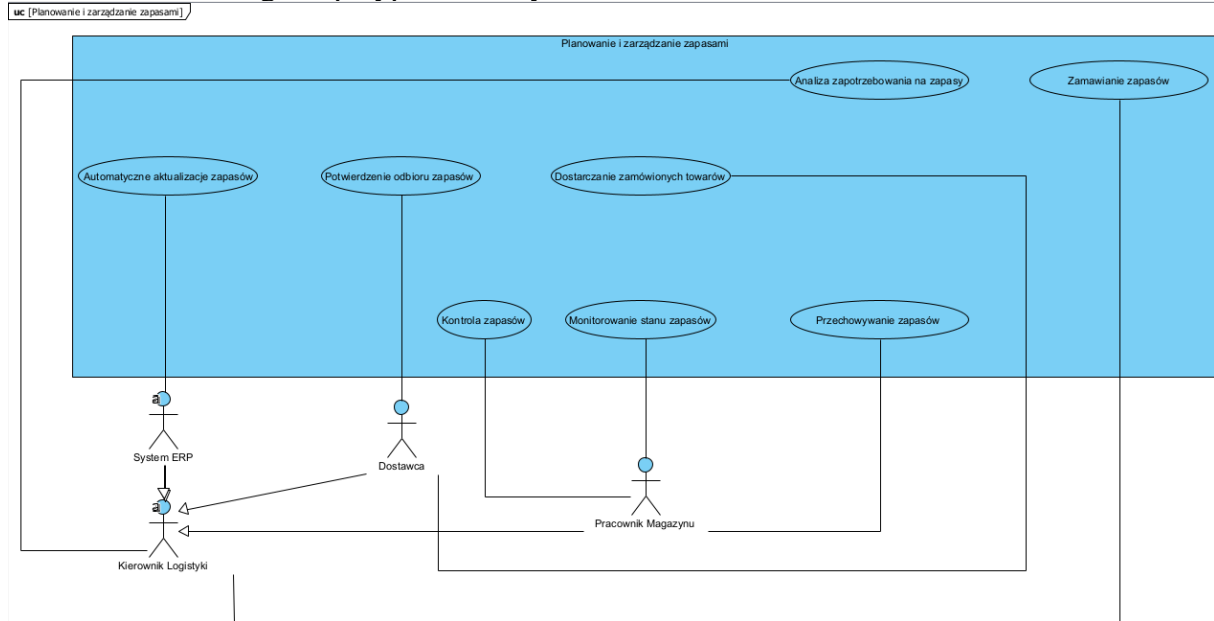 uc [Planowanie i zarządzanie zapasami]
Planowanie i zarządzanie zapasami
Analiza zapotrzebowania na zapasy
Zamawianie zapasów
Automatyczne aktualizacje zapasów
Potwierdzenie odbioru zapasów
Dostarczanie zamówionych towarów
Kontrola zapasów
Monitorowanie stanu zapasów
Przechowywanie zapasów
a
System ERP
Dostawca
Pracownik Magazynu
a
Kierownik Logistyki